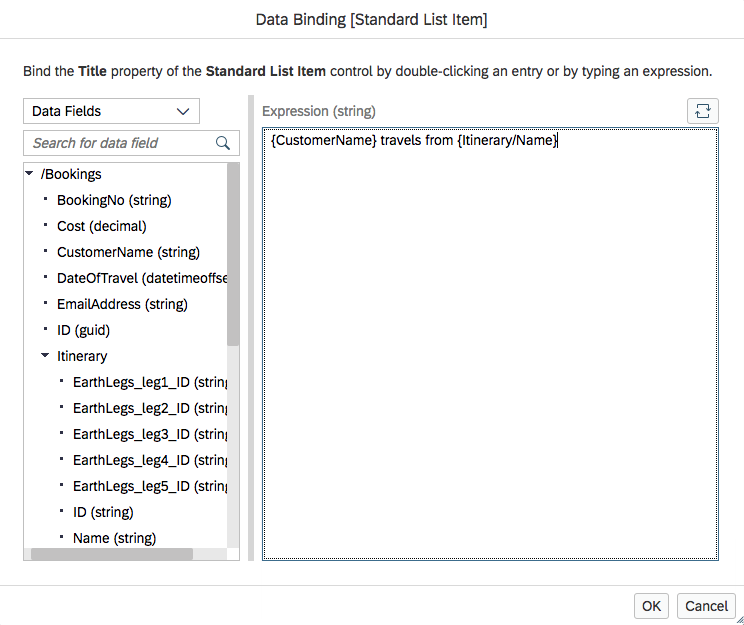 Data Binding [Standard List Item]
Bind the Title property of the Standard List Item control by double-clicking an entry or by typing an expression.
Data Fields
Expression (string)
Search for data field
{CustomerName} travels from {Itinerary/Name}
/Bookings
BookingNo (string)
Cost (decimal)
CustomerName (string)
DateOfTravel (datetimeoffse
EmailAddress (string)
ID (guid)
Itinerary
EarthLegs_leg1_ID (string
EarthLegs_leg2_ID (string
EarthLegs_leg3_ID (string
EarthLegs_leg4_ID (string
EarthLegs_leg5_ID (string
ID (string)
Name (string)
OK Cancel